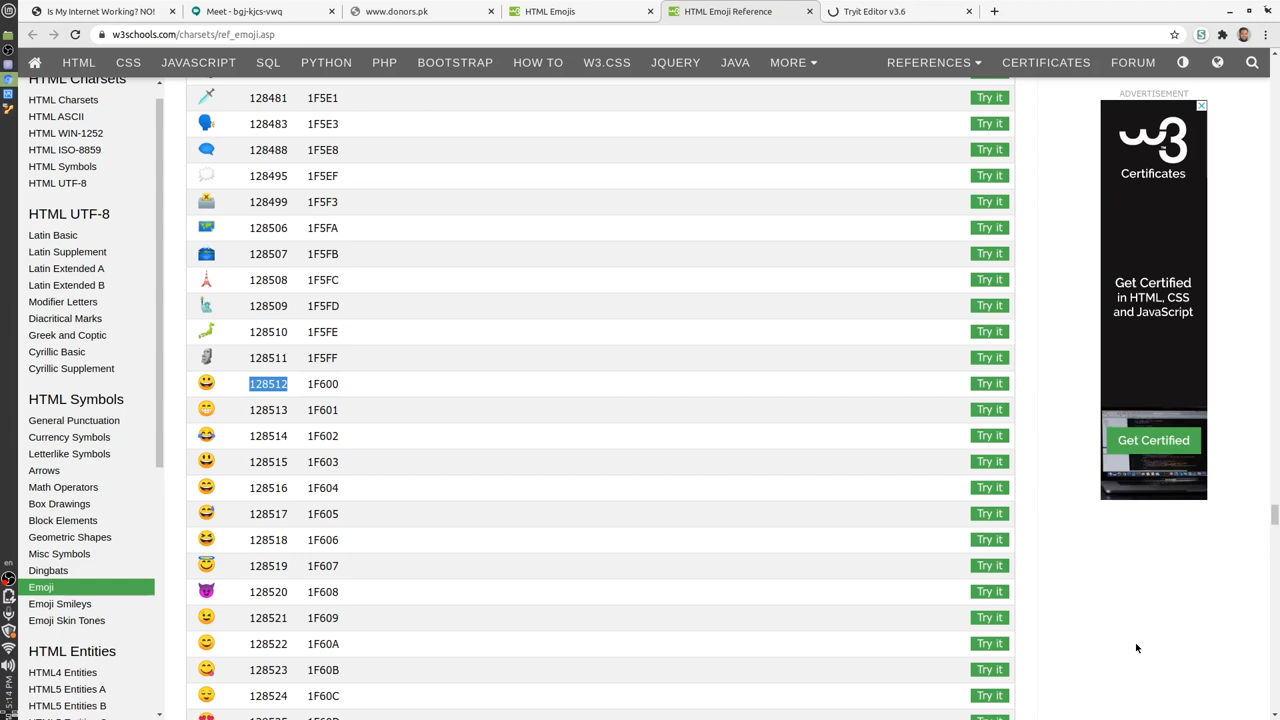 Is My Internet Working? NO!
Meet - bgj-kjcs-vwq
www.donors.pk
HTML Emojis
HTML Emoji Reference
Tryit Editor v3.6
w3schools.com/charsets/ref_emoji.asp
HTML CSS JAVASCRIPT SQL PYTHON PHP BOOTSTRAP HOW TO W3.CSS JQUERY JAVA MORE REFERENCES CERTIFICATES FORUM
HTML Charsets
HTML Charsets
HTML ASCII
HTML WIN-1252
HTML ISO-8859
HTML Symbols
HTML UTF-8
HTML UTF-8
Latin Basic
Latin Supplement
Latin Extended A
Latin Extended B
Modifier Letters
Diacritical Marks
Greek and Coptic
Cyrillic Basic
Cyrillic Supplement
HTML Symbols
General Punctuation
Currency Symbols
Letterlike Symbols
Arrows
Math Operators
Box Drawings
Block Elements
Geometric Shapes
Misc Symbols
Dingbats
Emoji
Emoji Smileys
Emoji Skin Tones
HTML Entities
HTML4 Entities
HTML5 Entities A
HTML5 Entities B
128481 1F5E1 Try it
128483 1F5E3 Try it
128488 1F5E8 Try it
128495 1F5EF Try it
128499 1F5F3 Try it
128506 1F5FA Try it
128507 1F5FB Try it
128508 1F5FC Try it
128509 1F5FD Try it
128510 1F5FE Try it
128511 1F5FF Try it
128512 1F600 Try it
128513 1F601 Try it
128514 1F602 Try it
128515 1F603 Try it
128516 1F604 Try it
128517 1F605 Try it
128518 1F606 Try it
128519 1F607 Try it
128520 1F608 Try it
128521 1F609 Try it
128522 1F60A Try it
128523 1F60B Try it
128524 1F60C Try it
ADVERTISEMENT
w3
Certificates
Get Certified
in HTML, CSS
and JavaScript
Get Certified
en
5:14 PM